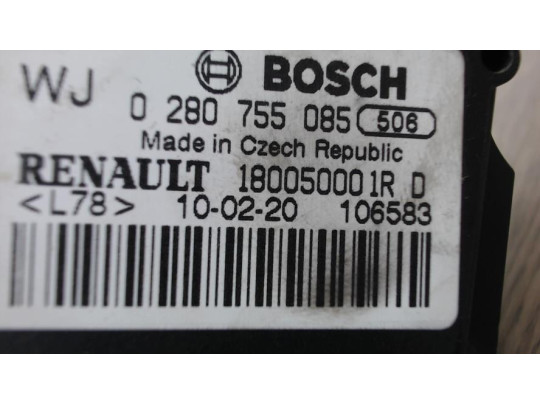 WJ BOSCH
0 280 755 085 506
Made in Czech Republic
RENAULT 180050001R D
<L78> 10-02-20 106583